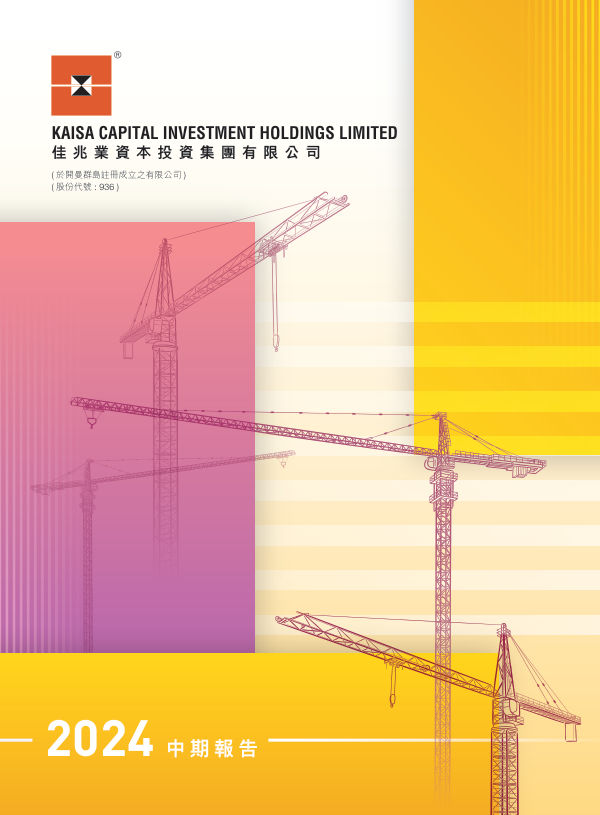 ®
KAISA CAPITAL INVESTMENT HOLDINGS LIMITED
佳兆業資本投資集團有限公司
(於開曼群島註冊成立之有限公司)
(股份代號 : 936)
2024 中期報告